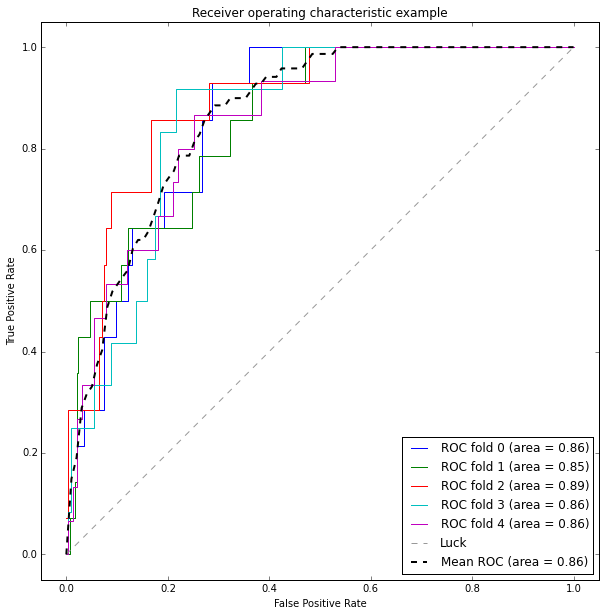 Receiver operating characteristic example
True Positive Rate
1.0
0.8
0.6
0.4
0.2
0.0
ROC fold 0 (area = 0.86)
ROC fold 1 (area = 0.85)
ROC fold 2 (area = 0.89)
ROC fold 3 (area = 0.86)
ROC fold 4 (area = 0.86)
Luck
Mean ROC (area = 0.86)
0.0 0.2 0.4 0.6 0.8 1.0
False Positive Rate